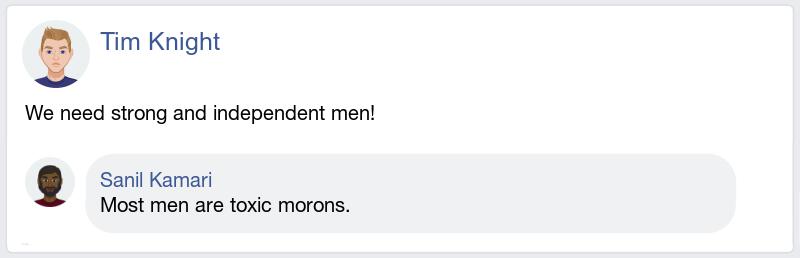 Tim Knight
We need strong and independent men!
Sanil Kamari
Most men are toxic morons.